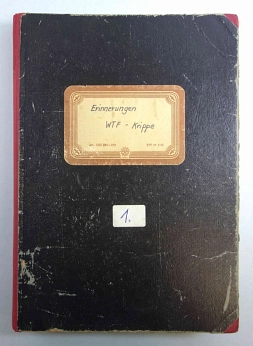 Erinnerungen
WTF - Krippe
1.